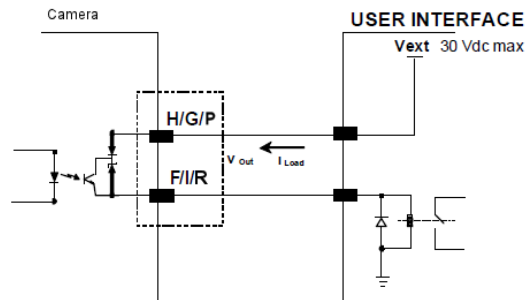 Camera
USER INTERFACE
Vext 30 Vdc max
H/G/P
V Out
I Load
F/I/R